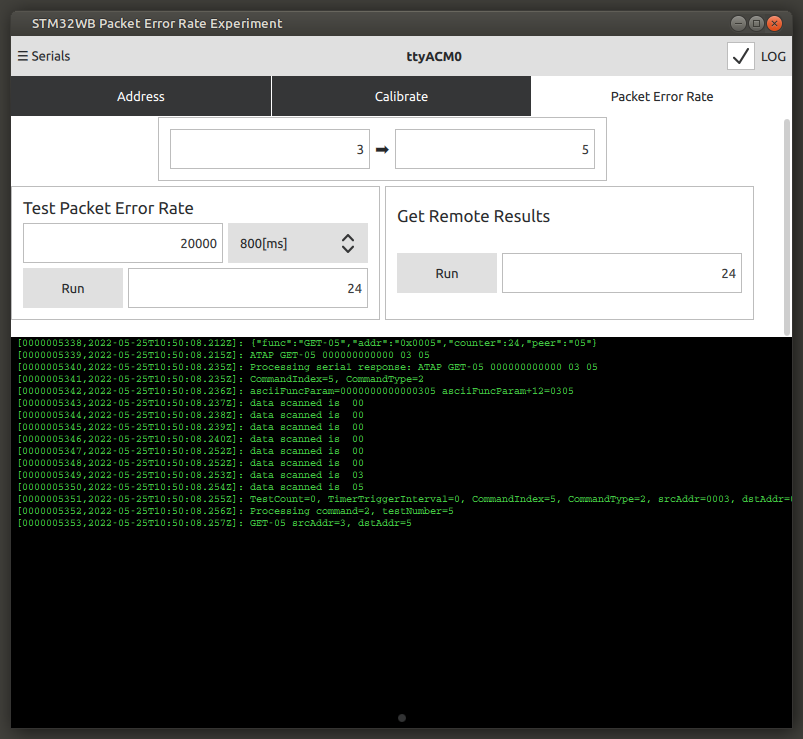 STM32WB Packet Error Rate Experiment
☰ Serials
ttyACM0
LOG
Address
Calibrate
Packet Error Rate
3 ➡ 5
Test Packet Error Rate
20000
800[ms]
Run
24
Get Remote Results
Run
24
[0000005338,2022-05-25T10:50:08.212Z]: {"func":"GET-05","addr":"0x0005","counter":24,"peer":"05"}
[0000005339,2022-05-25T10:50:08.215Z]: ATAP GET-05 000000000000 03 05
[0000005340,2022-05-25T10:50:08.235Z]: Processing serial response: ATAP GET-05 000000000000 03 05
[0000005341,2022-05-25T10:50:08.235Z]: CommandIndex=5, CommandType=2
[0000005342,2022-05-25T10:50:08.236Z]: asciiFuncParam=0000000000000305 asciiFuncParam+12=0305
[0000005343,2022-05-25T10:50:08.237Z]: data scanned is  00
[0000005344,2022-05-25T10:50:08.238Z]: data scanned is  00
[0000005345,2022-05-25T10:50:08.239Z]: data scanned is  00
[0000005346,2022-05-25T10:50:08.240Z]: data scanned is  00
[0000005347,2022-05-25T10:50:08.252Z]: data scanned is  00
[0000005348,2022-05-25T10:50:08.252Z]: data scanned is  00
[0000005349,2022-05-25T10:50:08.253Z]: data scanned is  03
[0000005350,2022-05-25T10:50:08.254Z]: data scanned is  05
[0000005351,2022-05-25T10:50:08.255Z]: TestCount=0, TimerTriggerInterval=0, CommandIndex=5, CommandType=2, srcAddr=0003, dstAddr=
[0000005352,2022-05-25T10:50:08.256Z]: Processing command=2, testNumber=5
[0000005353,2022-05-25T10:50:08.257Z]: GET-05 srcAddr=3, dstAddr=5